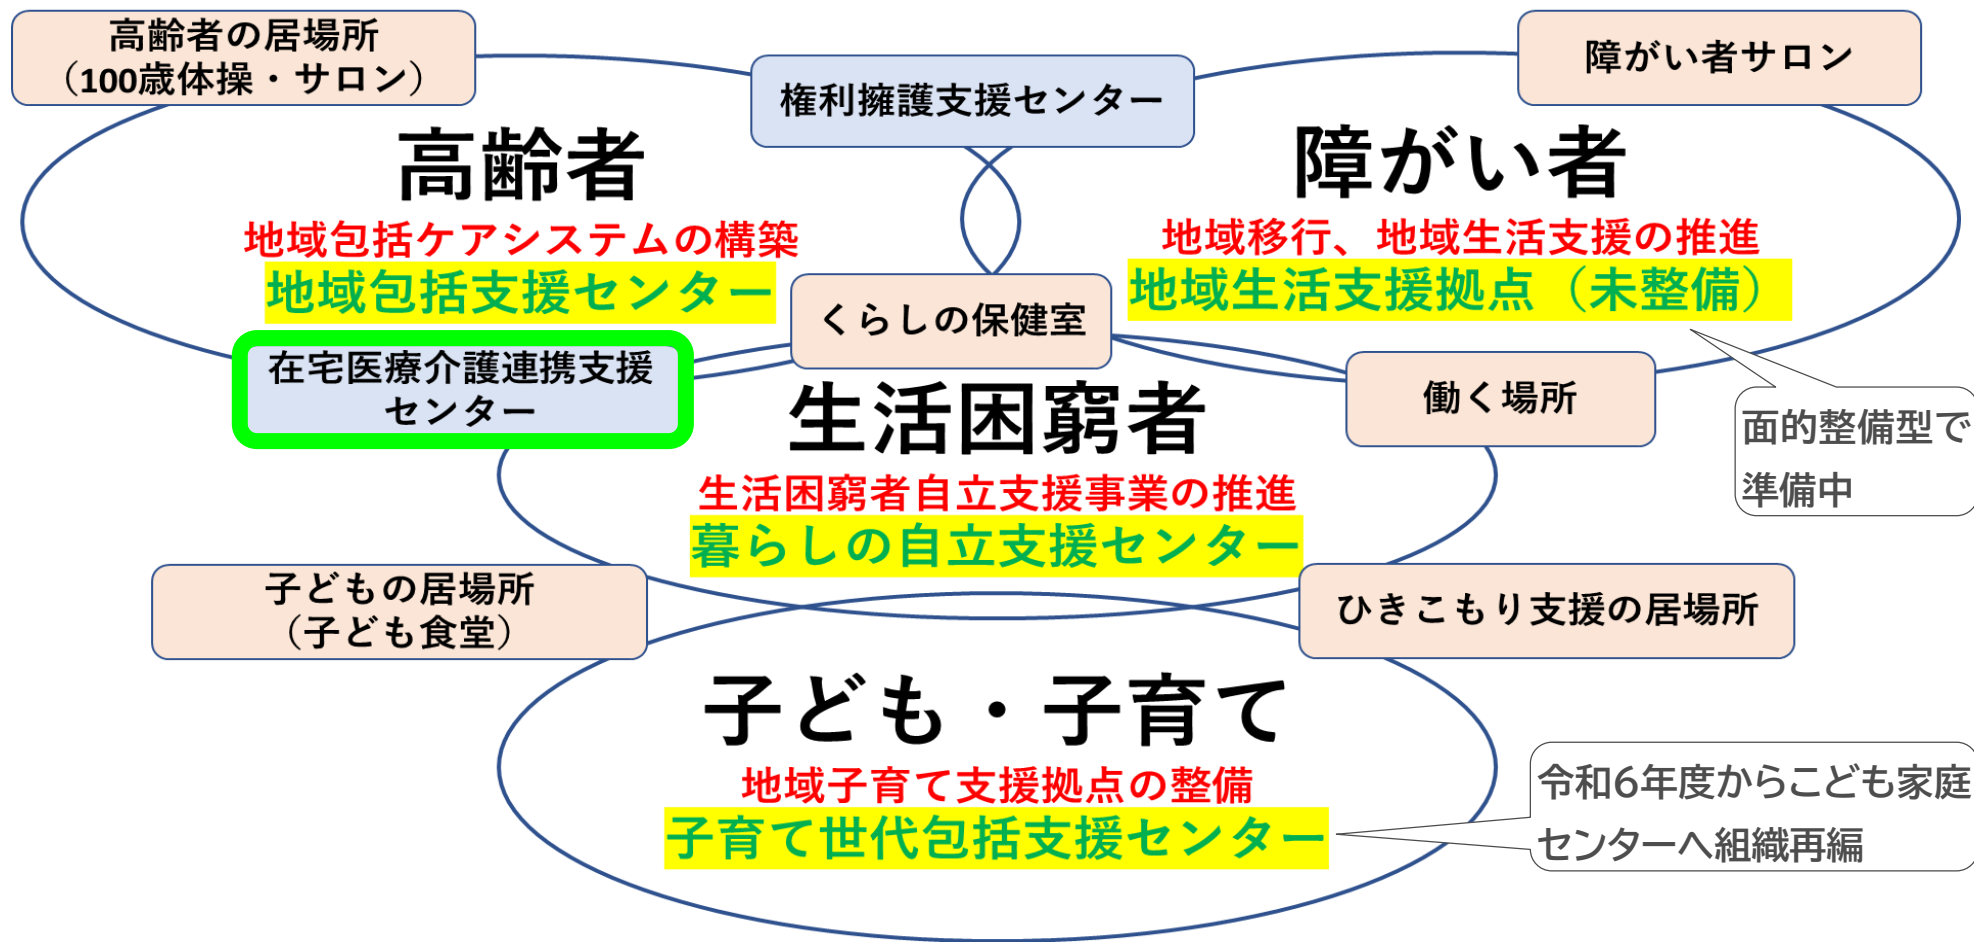 高齢者の居場所
（100歳体操・サロン）
権利擁護支援センター
障がい者サロン
高齢者
地域包括ケアシステムの構築
地域包括支援センター
障がい者
地域移行、地域生活支援の推進
地域生活支援拠点（未整備）
くらしの保健室
在宅医療介護連携支援
センター
働く場所
面的整備型で
準備中
生活困窮者
生活困窮者自立支援事業の推進
暮らしの自立支援センター
子どもの居場所
（子ども食堂）
ひきこもり支援の居場所
子ども・子育て
地域子育て支援拠点の整備
子育て世代包括支援センター
令和6年度からこども家庭
センターへ組織再編